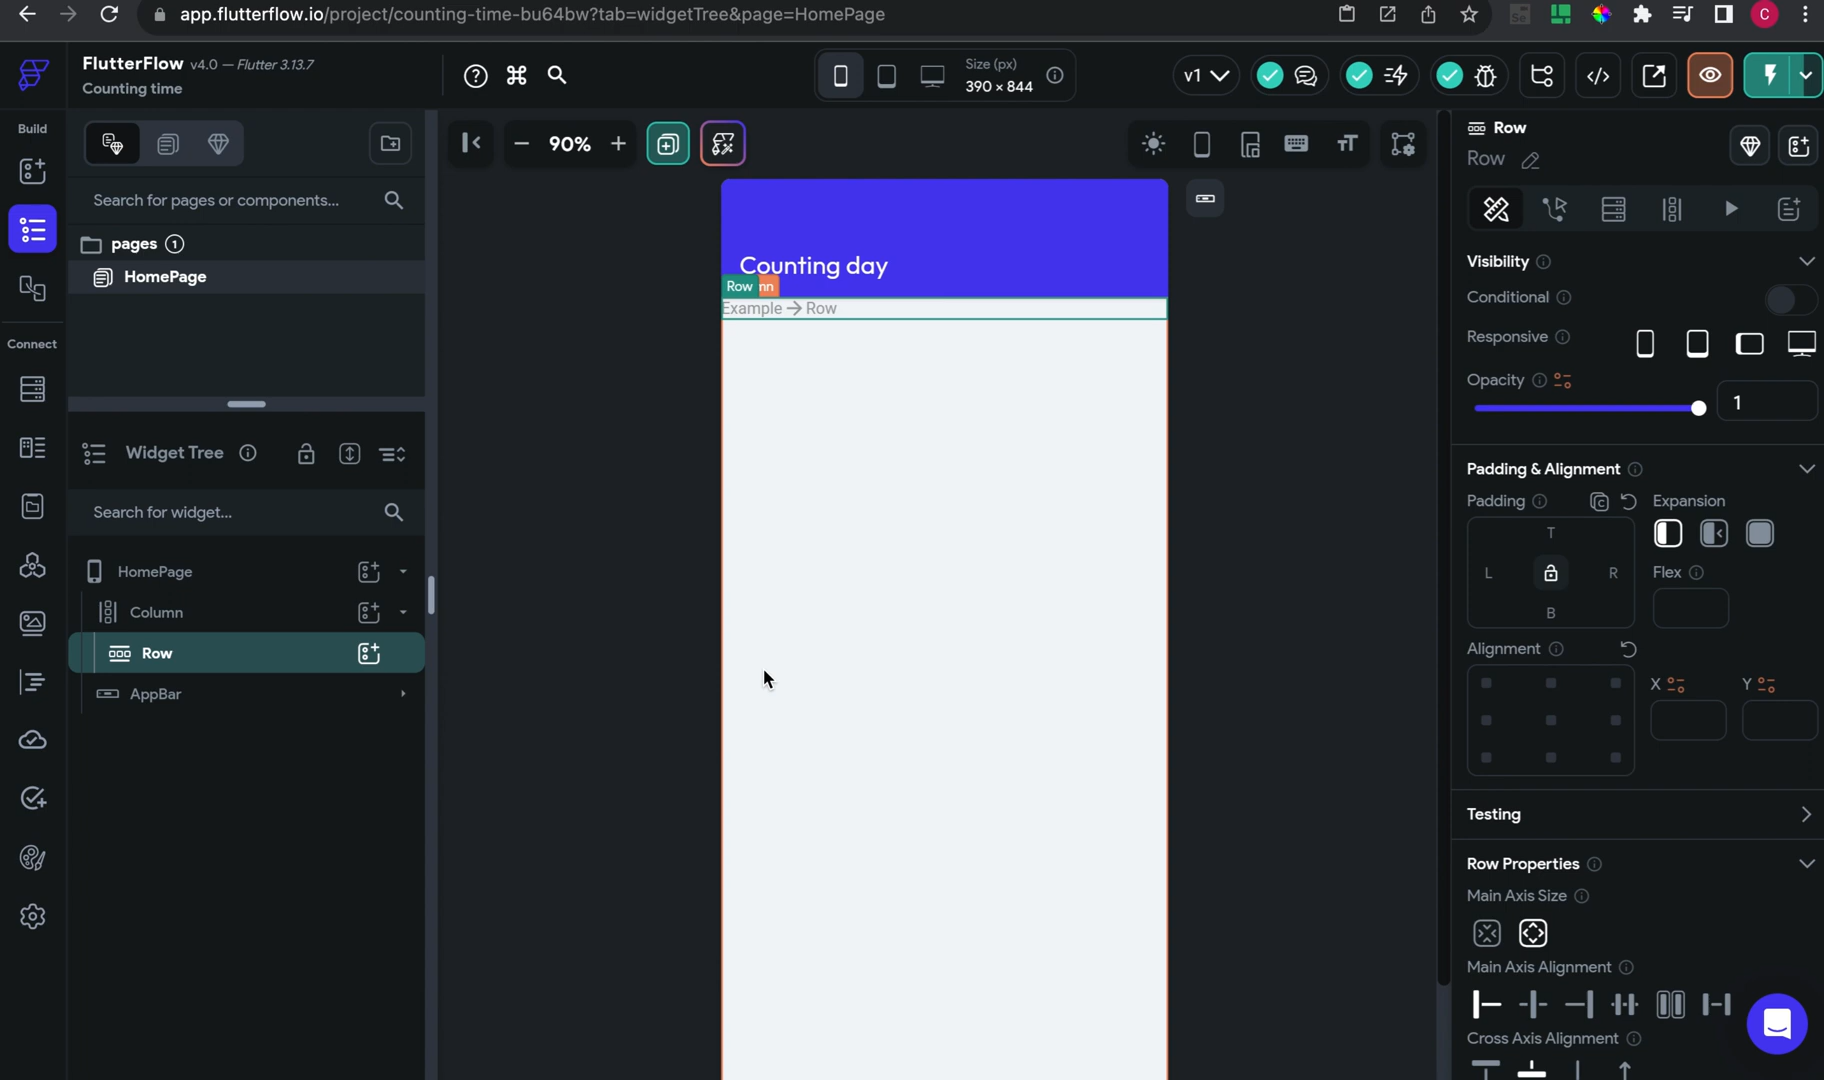 app.flutterflow.io/project/counting-time-bu64bw?tab=widgetTree&page=HomePage
C
FlutterFlow v4.0 — Flutter 3.13.7
Counting time
Size (px)
390 × 844
v1
Build
90%
Search for pages or components...
pages 1
HomePage
Connect
Widget Tree
Search for widget...
HomePage
Column
Row
AppBar
Counting day
Row mn
Example → Row
Row
Row
Visibility
Conditional
Responsive
Opacity
1
Padding & Alignment
Padding
Expansion
T
L
R
B
Flex
Alignment
X
Y
Testing
Row Properties
Main Axis Size
Main Axis Alignment
Cross Axis Alignment